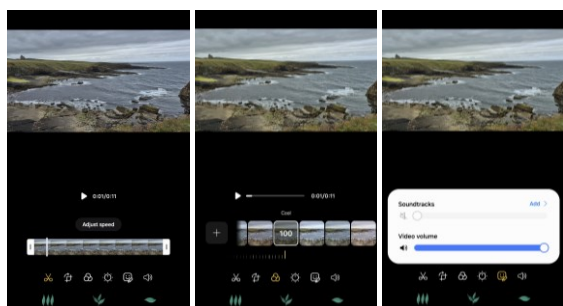 0:01/0:11
Adjust speed
0:01/0:11
Cool
100
Soundtracks
Add >
Video volume